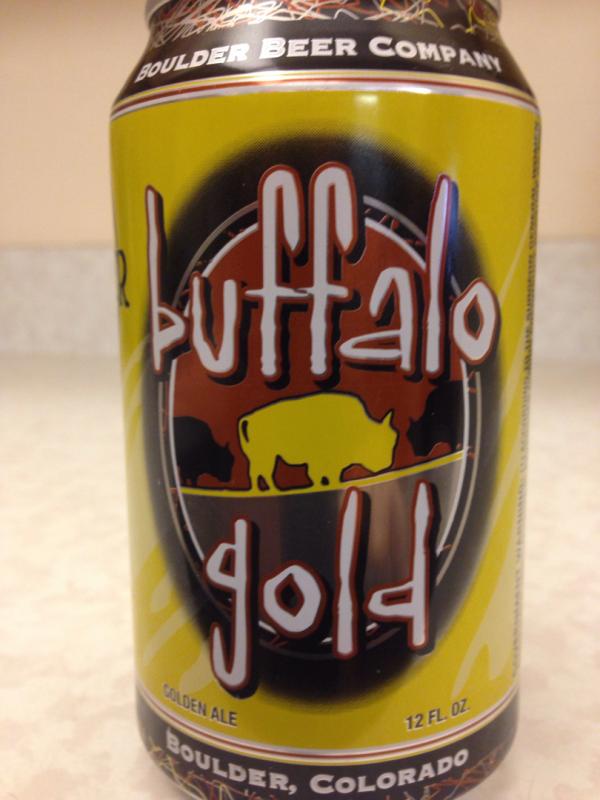 BOULDER BEER COMPANY
buffalo
gold
GOLDEN ALE
12 FL. OZ.
BOULDER, COLORADO